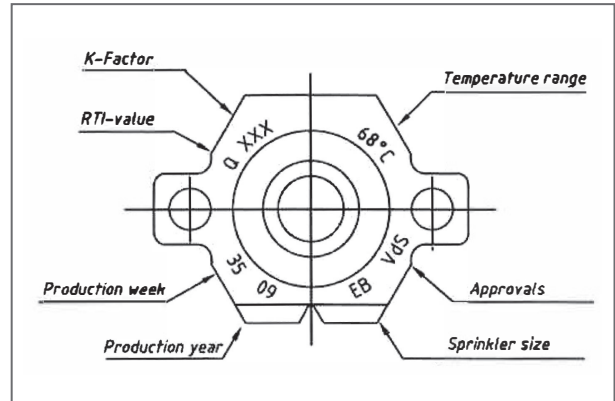 K-Factor
Temperature range
RTI-value
Q XXX
68°C
35
09
EB
VdS
Production week
Approvals
Production year
Sprinkler size